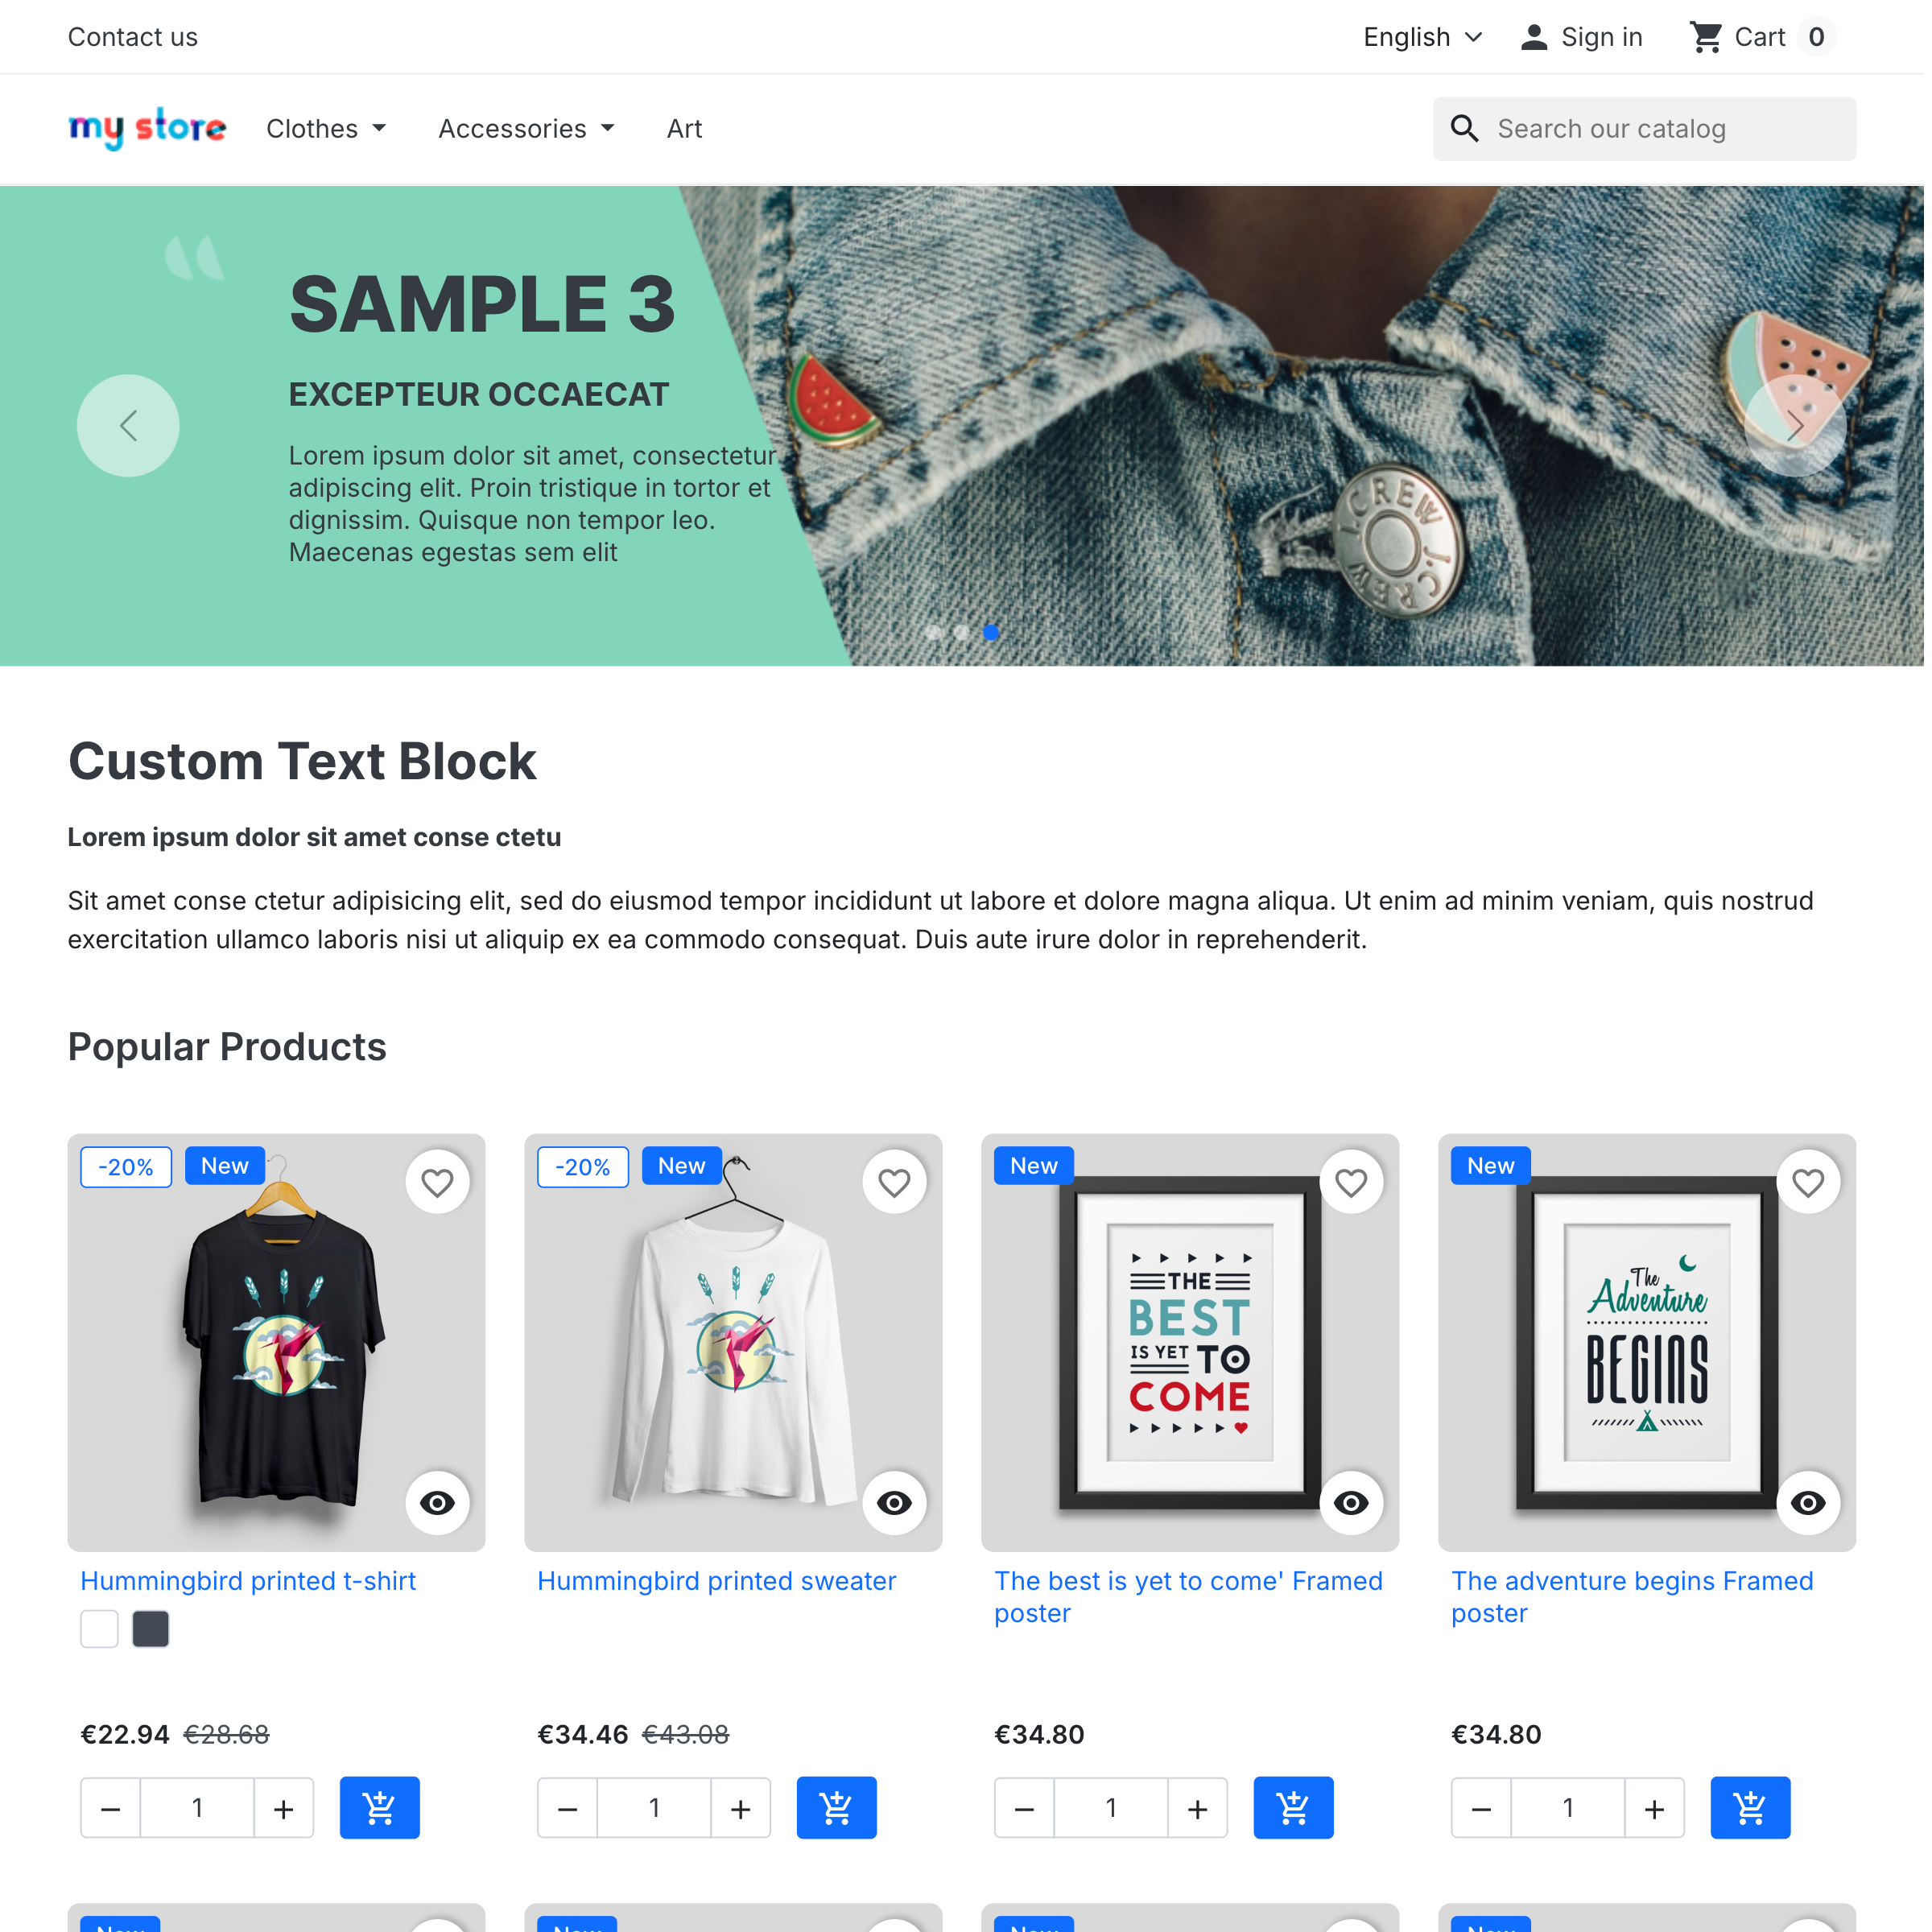 Contact us
English
Sign in
Cart
0
my store
Clothes
Accessories
Art
Search our catalog
“
SAMPLE 3
EXCEPTEUR OCCAECAT
Lorem ipsum dolor sit amet, consectetur
adipiscing elit. Proin tristique in tortor et
dignissim. Quisque non tempor leo.
Maecenas egestas sem elit
J.CREW J.CREW
Custom Text Block
Lorem ipsum dolor sit amet conse ctetu
Sit amet conse ctetur adipisicing elit, sed do eiusmod tempor incididunt ut labore et dolore magna aliqua. Ut enim ad minim veniam, quis nostrud
exercitation ullamco laboris nisi ut aliquip ex ea commodo consequat. Duis aute irure dolor in reprehenderit.
Popular Products
-20%
New
Hummingbird printed t-shirt
€22.94 €28.68
1
-20%
New
Hummingbird printed sweater
€34.46 €43.08
1
New
THE
BEST
IS YET TO
COME
The best is yet to come' Framed
poster
€34.80
1
New
The
Adventure
BEGINS
The adventure begins Framed
poster
€34.80
1
New
New
New
New